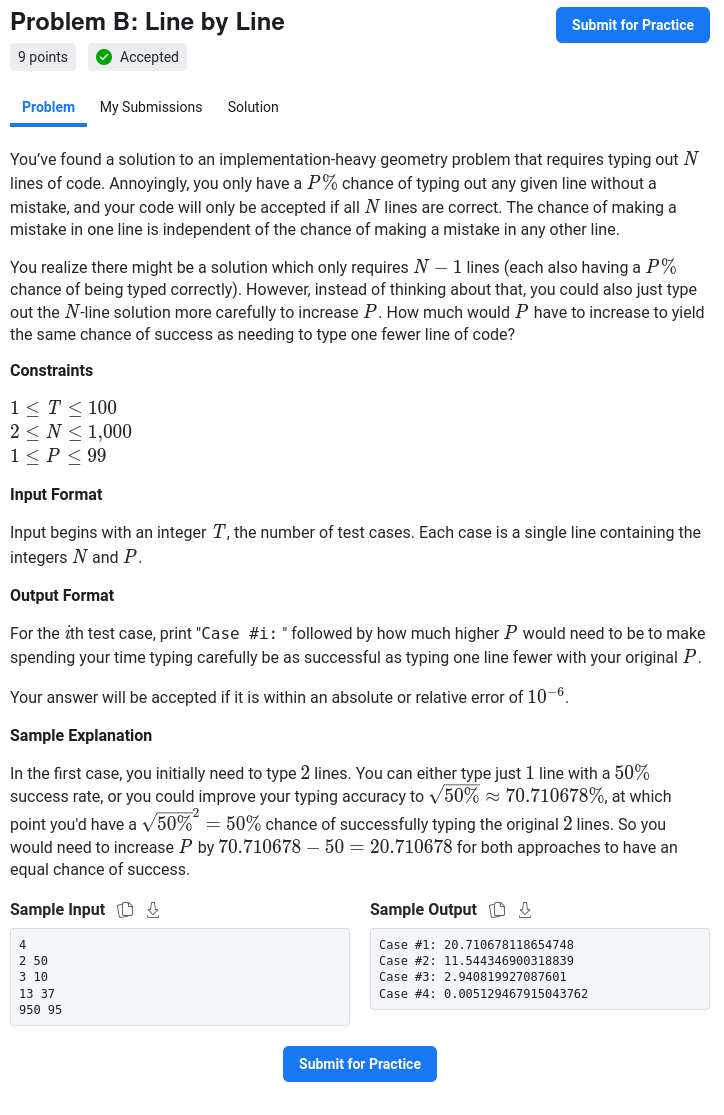 Problem B: Line by Line
Submit for Practice
9 points
Accepted
Problem
My Submissions
Solution
You've found a solution to an implementation-heavy geometry problem that requires typing out N
lines of code. Annoyingly, you only have a P% chance of typing out any given line without a
mistake, and your code will only be accepted if all N lines are correct. The chance of making a
mistake in one line is independent of the chance of making a mistake in any other line.
You realize there might be a solution which only requires N − 1 lines (each also having a P%
chance of being typed correctly). However, instead of thinking about that, you could also just type
out the N-line solution more carefully to increase P. How much would P have to increase to yield
the same chance of success as needing to type one fewer line of code?
Constraints
1 ≤ T ≤ 100
2 ≤ N ≤ 1,000
1 ≤ P ≤ 99
Input Format
Input begins with an integer T, the number of test cases. Each case is a single line containing the
integers N and P.
Output Format
For the ith test case, print "Case #i: " followed by how much higher P would need to be to make
spending your time typing carefully be as successful as typing one line fewer with your original P.
Your answer will be accepted if it is within an absolute or relative error of 10⁻⁶.
Sample Explanation
In the first case, you initially need to type 2 lines. You can either type just 1 line with a 50%
success rate, or you could improve your typing accuracy to √50% ≈ 70.710678%, at which
point you'd have a √50%² = 50% chance of successfully typing the original 2 lines. So you
would need to increase P by 70.710678 − 50 = 20.710678 for both approaches to have an
equal chance of success.
Sample Input
4
2 50
3 10
13 37
950 95
Sample Output
Case #1: 20.710678118654748
Case #2: 11.544346900318839
Case #3: 2.940819927087601
Case #4: 0.005129467915043762
Submit for Practice